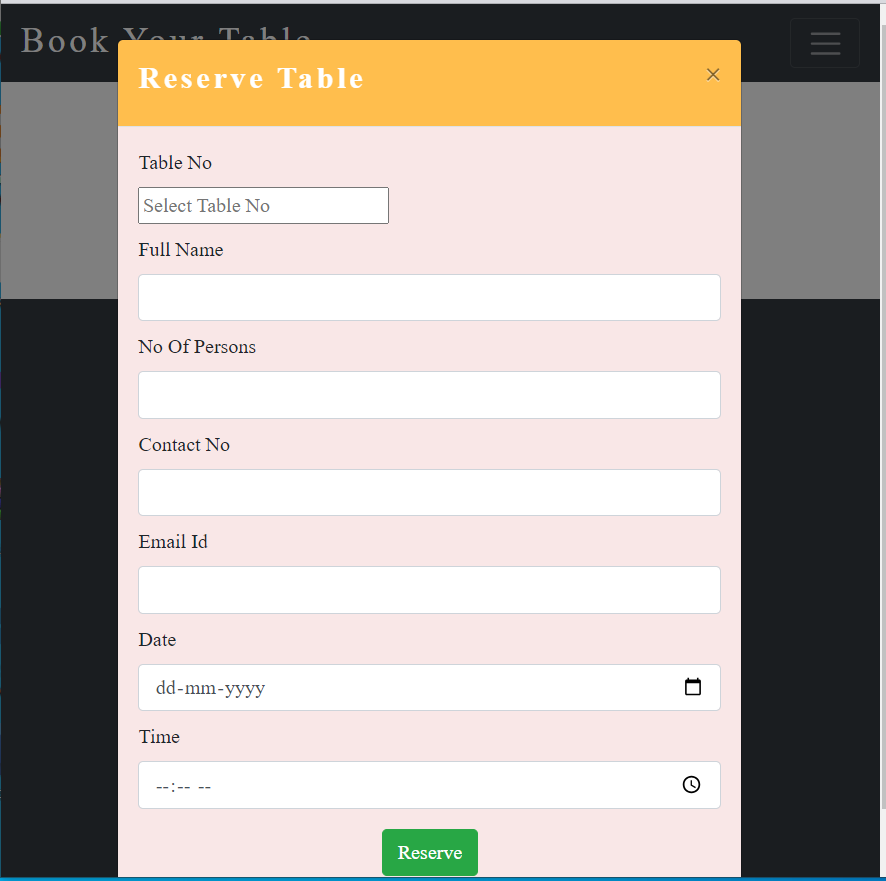 Book Your Table
Reserve Table
×
Table No
Select Table No
Full Name
No Of Persons
Contact No
Email Id
Date
dd-mm-yyyy
Time
--:-- --
Reserve